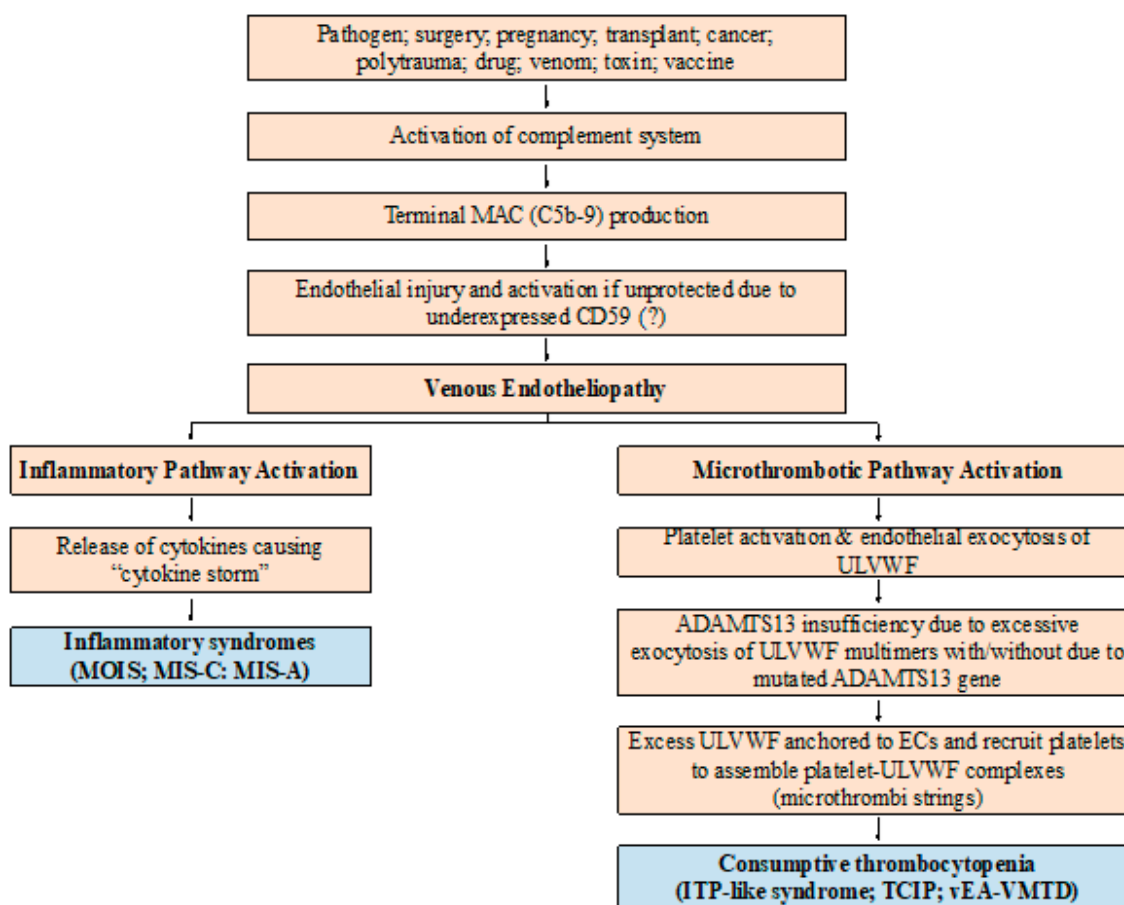 Pathogen; surgery; pregnancy; transplant; cancer;
polytrauma; drug; venom; toxin; vaccine
Activation of complement system
Terminal MAC (C5b-9) production
Endothelial injury and activation if unprotected due to
underexpressed CD59 (?)
Venous Endotheliopathy
Inflammatory Pathway Activation
Release of cytokines causing
“cytokine storm”
Inflammatory syndromes
(MOIS; MIS-C: MIS-A)
Microthrombotic Pathway Activation
Platelet activation & endothelial exocytosis of
ULVWF
ADAMTS13 insufficiency due to excessive
exocytosis of ULVWF multimers with/without due to
mutated ADAMTS13 gene
Excess ULVWF anchored to ECs and recruit platelets
to assemble platelet-ULVWF complexes
(microthrombi strings)
Consumptive thrombocytopenia
(ITP-like syndrome; TCIP; vEA-VMTD)